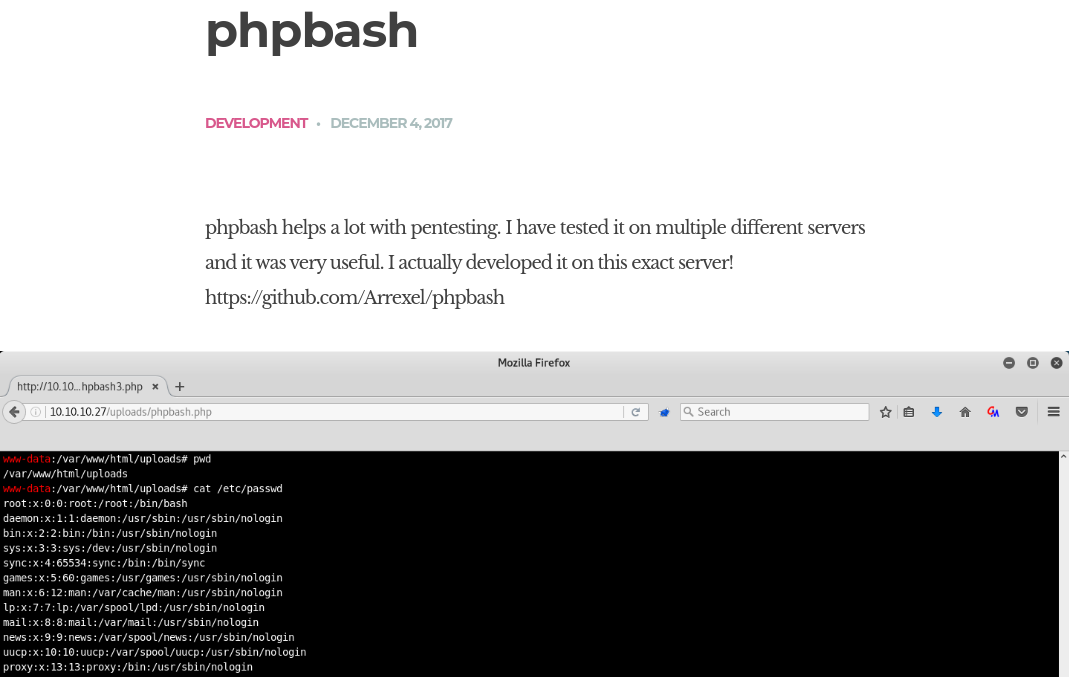 phpbash
DEVELOPMENT • DECEMBER 4, 2017
phpbash helps a lot with pentesting. I have tested it on multiple different servers
and it was very useful. I actually developed it on this exact server!
https://github.com/Arrexel/phpbash
Mozilla Firefox
http://10.10...hpbash3.php
10.10.10.27/uploads/phpbash.php
Search
www-data:/var/www/html/uploads# pwd
/var/www/html/uploads
www-data:/var/www/html/uploads# cat /etc/passwd
root:x:0:0:root:/root:/bin/bash
daemon:x:1:1:daemon:/usr/sbin:/usr/sbin/nologin
bin:x:2:2:bin:/bin:/usr/sbin/nologin
sys:x:3:3:sys:/dev:/usr/sbin/nologin
sync:x:4:65534:sync:/bin:/bin/sync
games:x:5:60:games:/usr/games:/usr/sbin/nologin
man:x:6:12:man:/var/cache/man:/usr/sbin/nologin
lp:x:7:7:lp:/var/spool/lpd:/usr/sbin/nologin
mail:x:8:8:mail:/var/mail:/usr/sbin/nologin
news:x:9:9:news:/var/spool/news:/usr/sbin/nologin
uucp:x:10:10:uucp:/var/spool/uucp:/usr/sbin/nologin
proxy:x:13:13:proxy:/bin:/usr/sbin/nologin